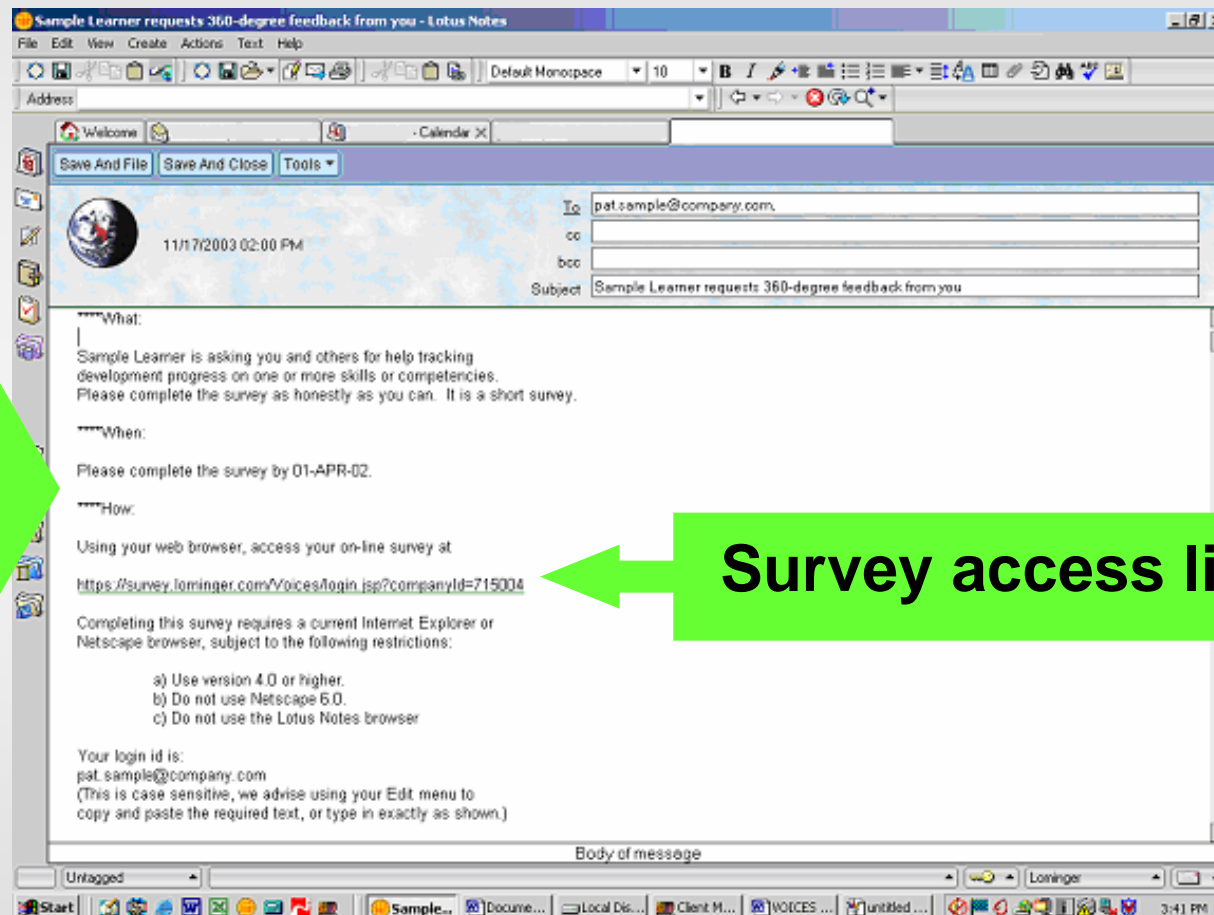 Sample Learner requests 360-degree feedback from you - Lotus Notes
File Edit View Create Actions Text Help
Default Monospace 10 B I
Address
Welcome - Calendar
Save And File Save And Close Tools
To pat.sample@company.com,
11/17/2003 02:00 PM
cc
bcc
Subject Sample Learner requests 360-degree feedback from you
****What:
Sample Learner is asking you and others for help tracking
development progress on one or more skills or competencies.
Please complete the survey as honestly as you can. It is a short survey.
****When:
Please complete the survey by 01-APR-02.
****How:
Using your web browser, access your on-line survey at
https://survey.lominger.com/Voices/login.jsp?companyId=715004
Survey access li
Completing this survey requires a current Internet Explorer or
Netscape browser, subject to the following restrictions:
a) Use version 4.0 or higher.
b) Do not use Netscape 6.0.
c) Do not use the Lotus Notes browser
Your login id is:
pat.sample@company.com
(This is case sensitive, we advise using your Edit menu to
copy and paste the required text, or type in exactly as shown.)
Body of message
Untagged Lominger
Start Sample... Docume... Local Dis... Client M... VOICES ... untitled ... 3:41 PM